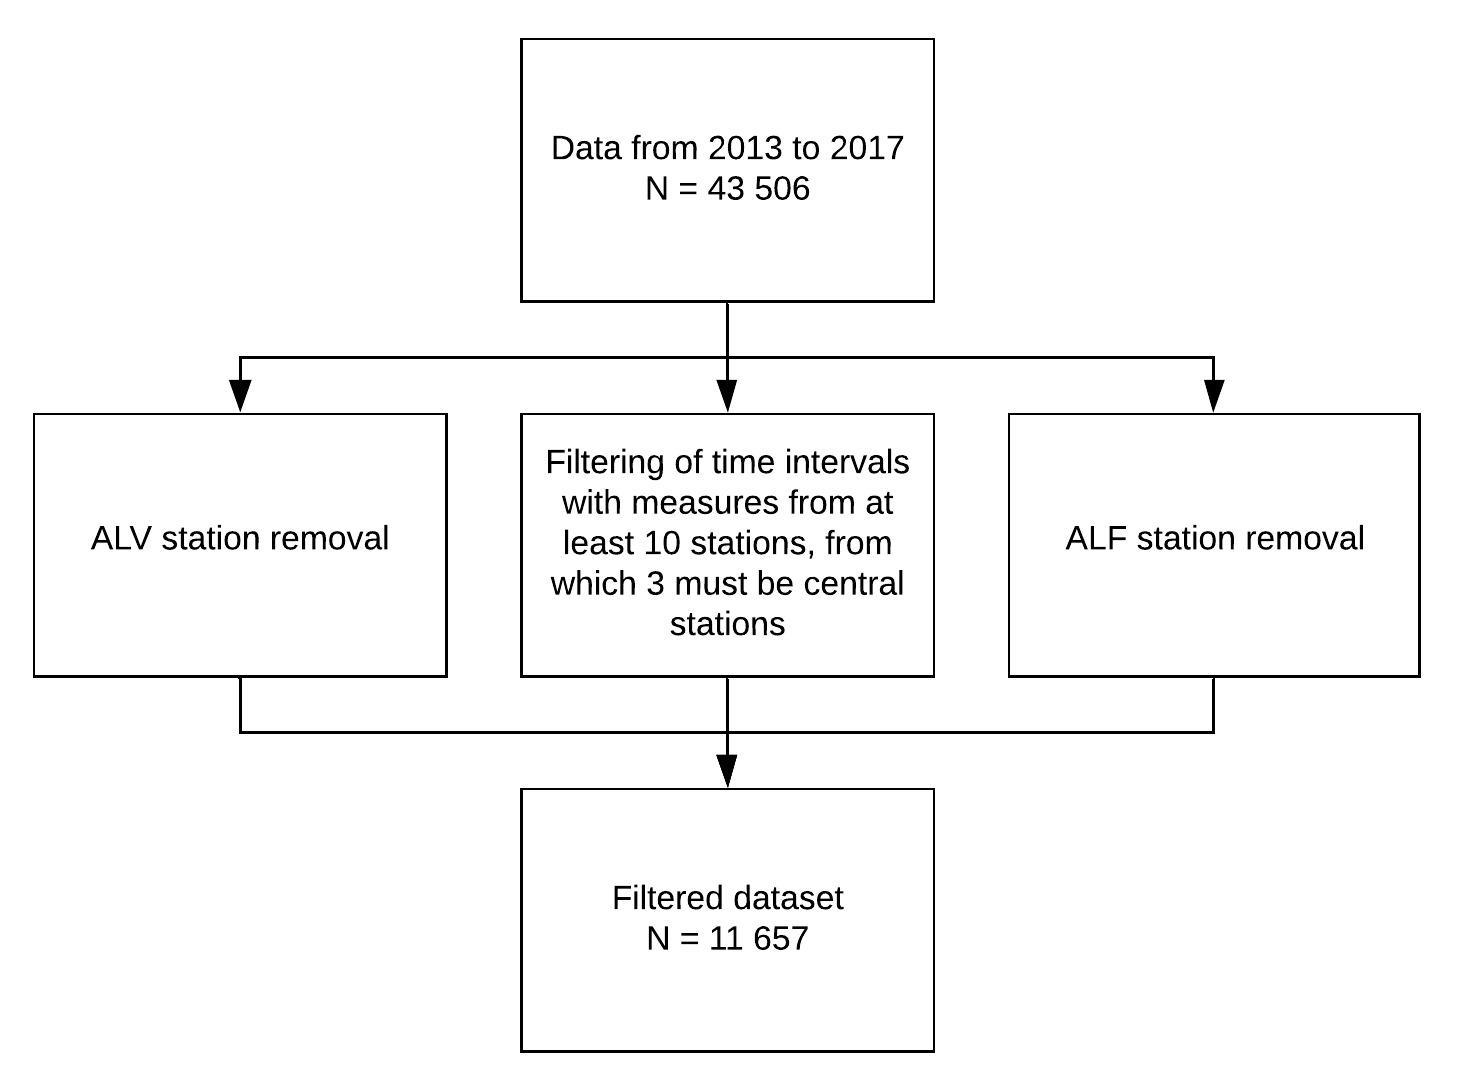 Data from 2013 to 2017
N = 43 506
ALV station removal
Filtering of time intervals
with measures from at
least 10 stations, from
which 3 must be central
stations
ALF station removal
Filtered dataset
N = 11 657